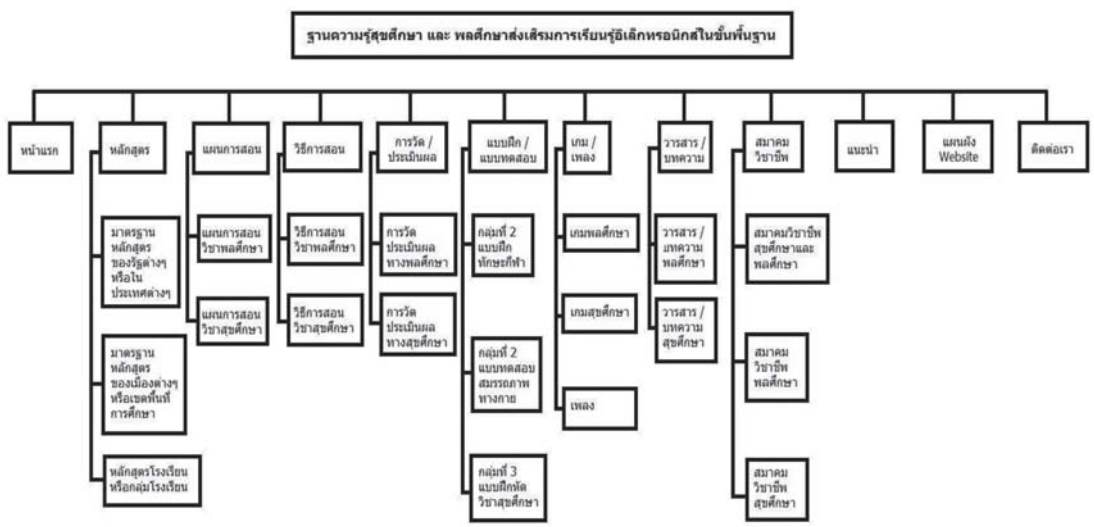 ฐานความรู้สุขศึกษา และ พลศึกษาส่งเสริมการเรียนรู้อิเล็กทรอนิกส์ในขั้นพื้นฐาน
หน้าแรก
หลักสูตร
แผนการสอน
วิธีการสอน
การวัด /
ประเมินผล
แบบฝึก /
แบบทดสอบ
เกม /
เพลง
วารสาร /
บทความ
สมาคม
วิชาชีพ
แนะนำ
แผนผัง
Website
ติดต่อเรา
มาตรฐาน
หลักสูตร
ของรัฐต่างๆ
หรือใน
ประเทศต่างๆ
มาตรฐาน
หลักสูตร
ของเมืองต่างๆ
หรือเขตพื้นที่
การศึกษา
หลักสูตรโรงเรียน
หรือกลุ่มโรงเรียน
แผนการสอน
วิชาพลศึกษา
แผนการสอน
วิชาสุขศึกษา
วิธีการสอน
วิชาพลศึกษา
วิธีการสอน
วิชาสุขศึกษา
การวัด
ประเมินผล
ทางพลศึกษา
การวัด
ประเมินผล
ทางสุขศึกษา
กลุ่มที่ 2
แบบฝึก
ทักษะกีฬา
กลุ่มที่ 2
แบบทดสอบ
สมรรถภาพ
ทางกาย
กลุ่มที่ 3
แบบฝึกหัด
วิชาสุขศึกษา
เกมพลศึกษา
เกมสุขศึกษา
เพลง
วารสาร /
บทความ
พลศึกษา
วารสาร /
บทความ
สุขศึกษา
สมาคมวิชาชีพ
สุขศึกษาและ
พลศึกษา
สมาคม
วิชาชีพ
พลศึกษา
สมาคม
วิชาชีพ
สุขศึกษา